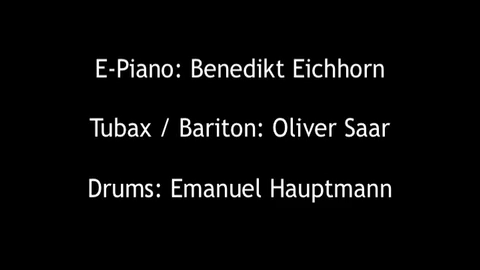 E-Piano: Benedikt Eichhorn
Tubax / Bariton: Oliver Saar
Drums: Emanuel Hauptmann